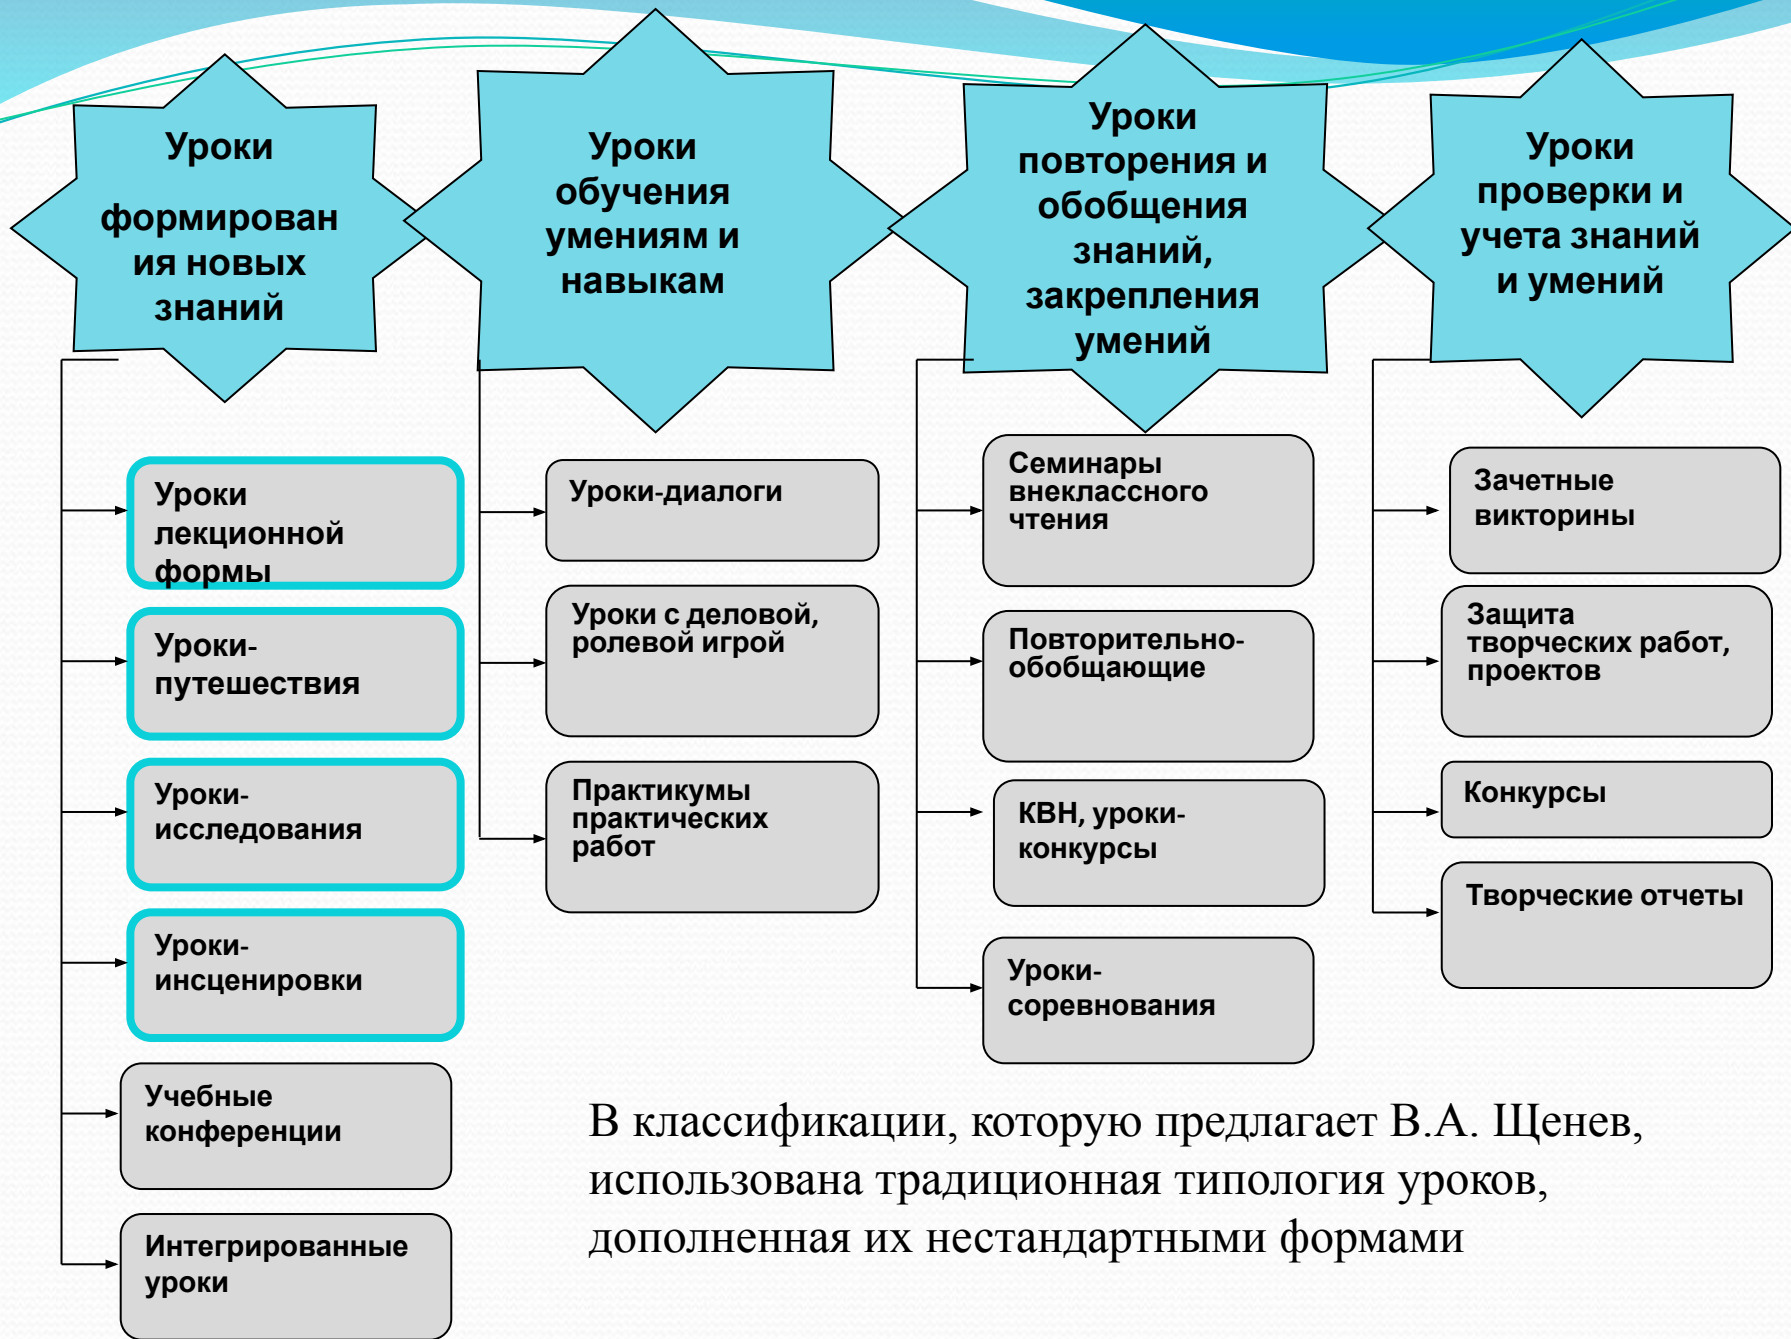 Уроки
формирован
ия новых
знаний
Уроки
лекционной
формы
Уроки-
путешествия
Уроки-
исследования
Уроки-
инсценировки
Учебные
конференции
Интегрированные
уроки
Уроки
обучения
умениям и
навыкам
Уроки-диалоги
Уроки с деловой,
ролевой игрой
Практикумы
практических
работ
Уроки
повторения и
обобщения
знаний,
закрепления
умений
Семинары
внеклассного
чтения
Повторительно-
обобщающие
КВН, уроки-
конкурсы
Уроки-
соревнования
Уроки
проверки и
учета знаний
и умений
Зачетные
викторины
Защита
творческих работ,
проектов
Конкурсы
Творческие отчеты
В классификации, которую предлагает В.А. Щенев,
использована традиционная типология уроков,
дополненная их нестандартными формами